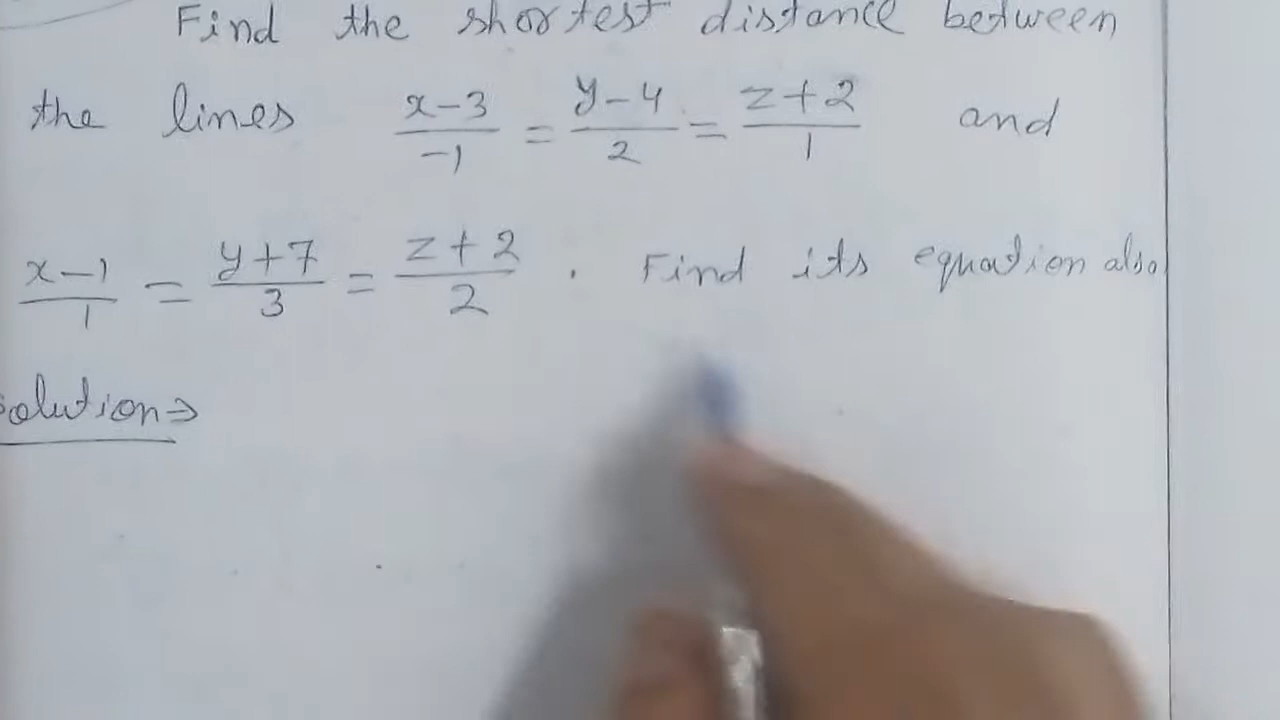 Find the shortest distance between
the lines (x-3)/(-1) = (y-4)/2 = (z+2)/1 and
(x-1)/1 = (y+7)/3 = (z+2)/2 . Find its equation also
solution⇒